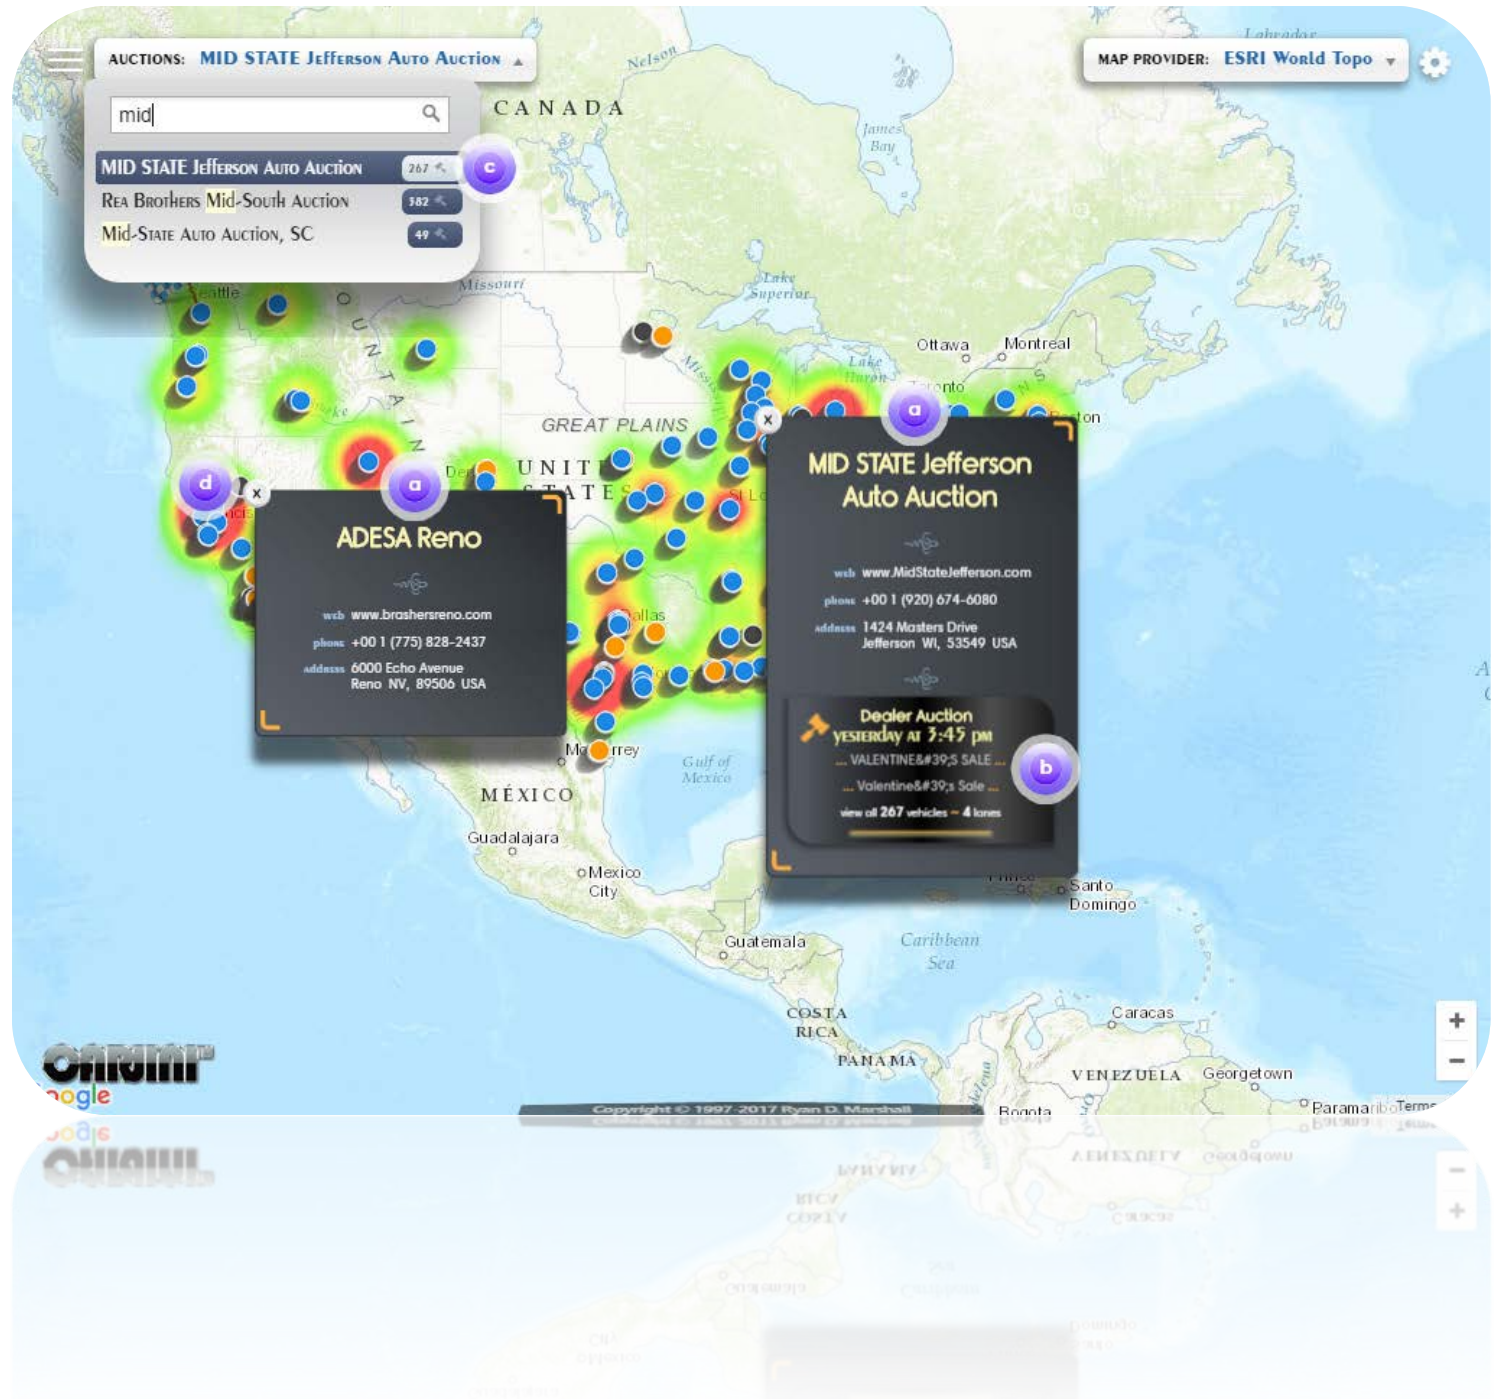 Labrador
AUCTIONS: MID STATE Jefferson Auto Auction
Nelson
MAP PROVIDER: ESRI World Topo
mid
CANADA
James
Bay
MID STATE Jefferson Auto Auction 267
c
Rea Brothers Mid-South Auction 382
Mid-State Auto Auction, SC 49
Missouri
Lake
Superior
Ottawa
Montreal
Lake
Huron
GREAT PLAINS
a
MID STATE Jefferson
Auto Auction
web www.MidStateJefferson.com
phone +00 1 (920) 674-6080
address 1424 Masters Drive
Jefferson WI, 53549 USA
Dealer Auction
yesterday at 3:45 pm
... VALENTINE&#39;S SALE ...
... Valentine&#39;s Sale ...
view all 267 vehicles ~ 4 lanes
b
d
a
x
x
ADESA Reno
web www.brashersreno.com
phone +00 1 (775) 828-2437
address 6000 Echo Avenue
Reno NV, 89506 USA
Gulf of
Mexico
MÉXICO
Guadalajara
Mexico
City
Santo
Domingo
Guatemala
Caribbean
Sea
COSTA
RICA
Caracas
PANAMA
VENEZUELA
Georgetown
Bogota
Paramaribo
Terms
Copyright © 1997-2017 Ryan D. Marshall
+
−